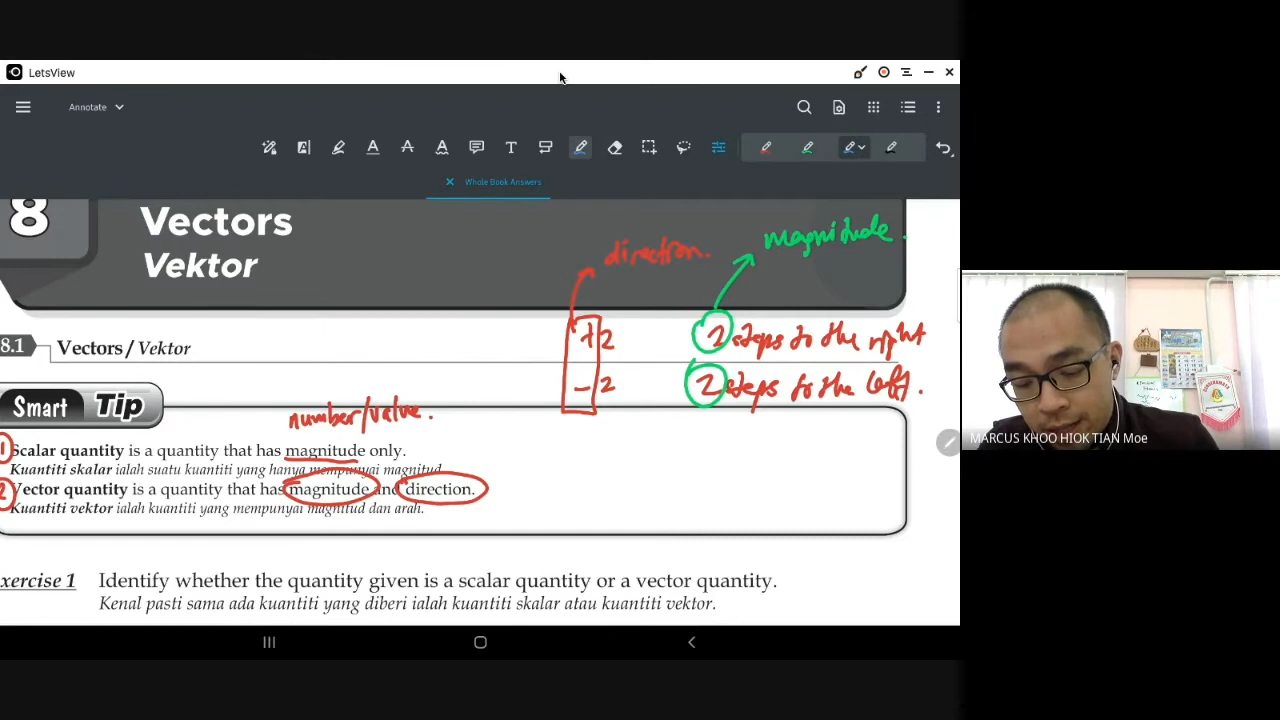 LetsView
Annotate
Whole Book Answers
8
Vectors
Vektor
direction.
magnitude.
+2
2 steps to the right
-2
2 steps to the left.
8.1
Vectors / Vektor
Smart Tip
number/value.
1
Scalar quantity is a quantity that has magnitude only.
Kuantiti skalar ialah suatu kuantiti yang hanya mempunyai magnitud.
2
Vector quantity is a quantity that has magnitude and direction.
Kuantiti vektor ialah kuantiti yang mempunyai magnitud dan arah.
xercise 1 Identify whether the quantity given is a scalar quantity or a vector quantity.
Kenal pasti sama ada kuantiti yang diberi ialah kuantiti skalar atau kuantiti vektor.
MARCUS KHOO HIOK TIAN Moe